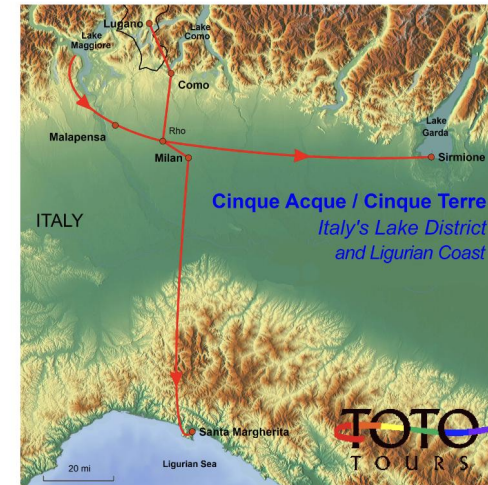 Lugano
Lake
Como
Lake
Maggiore
Como
Malapensa
Rho
Milan
Lake
Garda
Sirmione
Cinque Acque / Cinque Terre
Italy's Lake District
and Ligurian Coast
ITALY
Santa Margherita
Ligurian Sea
20 mi
TOTO
TOURS